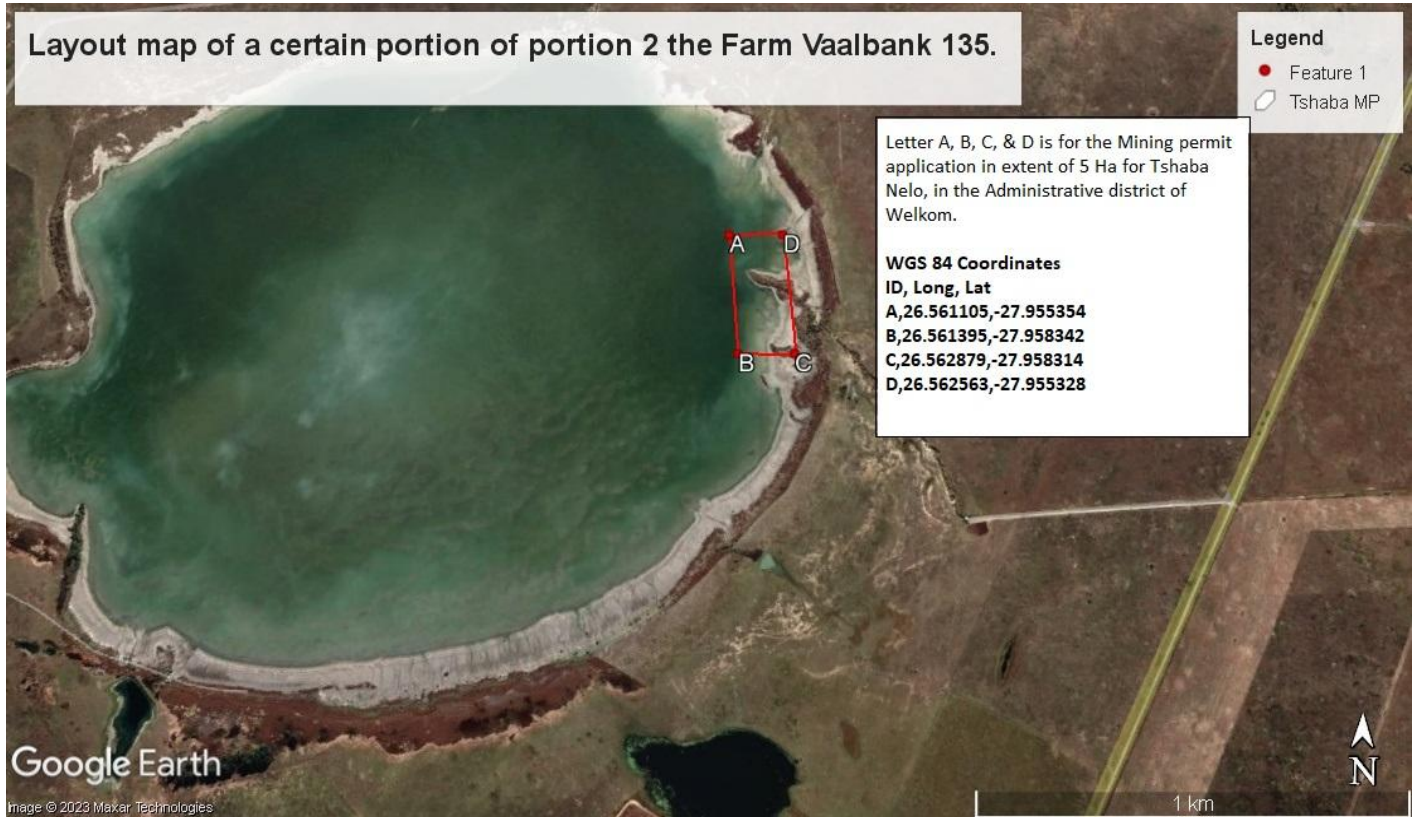 Layout map of a certain portion of portion 2 the Farm Vaalbank 135.
Legend
Feature 1
Tshaba MP
Letter A, B, C, & D is for the Mining permit
application in extent of 5 Ha for Tshaba
Nelo, in the Administrative district of
Welkom.
WGS 84 Coordinates
ID, Long, Lat
A,26.561105,-27.955354
B,26.561395,-27.958342
C,26.562879,-27.958314
D,26.562563,-27.955328
A
D
B
C
Google Earth
Image © 2023 Maxar Technologies
N
1 km